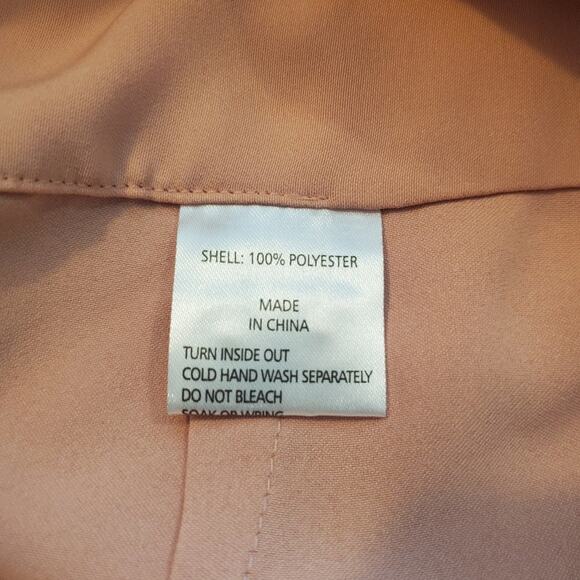 SHELL: 100% POLYESTER
MADE
IN CHINA
TURN INSIDE OUT
COLD HAND WASH SEPARATELY
DO NOT BLEACH
SOAK OR WRING